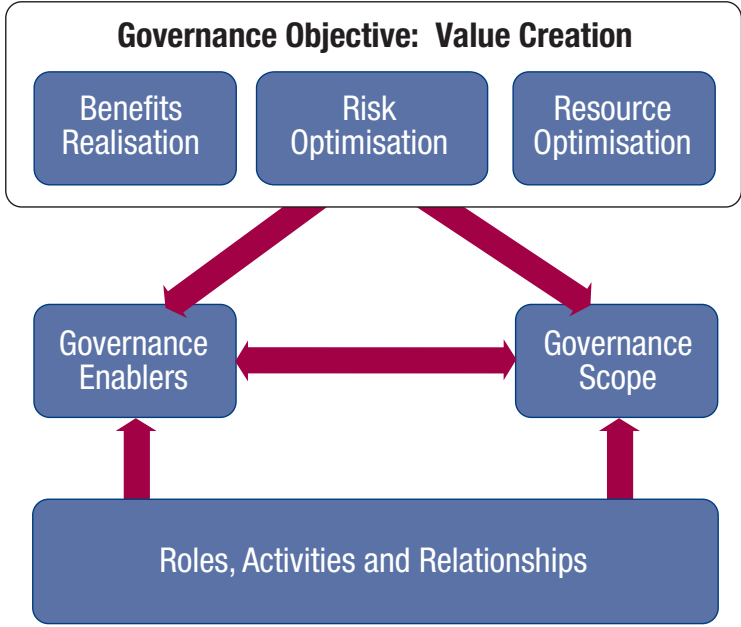 Governance Objective: Value Creation
Benefits
Realisation
Risk
Optimisation
Resource
Optimisation
Governance
Enablers
Governance
Scope
Roles, Activities and Relationships